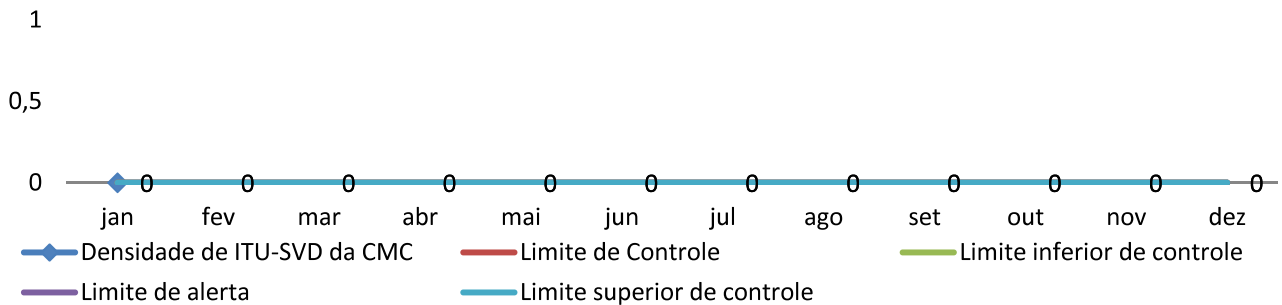 1
0,5
0
0 0 0 0 0 0 0 0 0 0 0 0
jan fev mar abr mai jun jul ago set out nov dez
Densidade de ITU-SVD da CMC Limite de Controle Limite inferior de controle
Limite de alerta Limite superior de controle